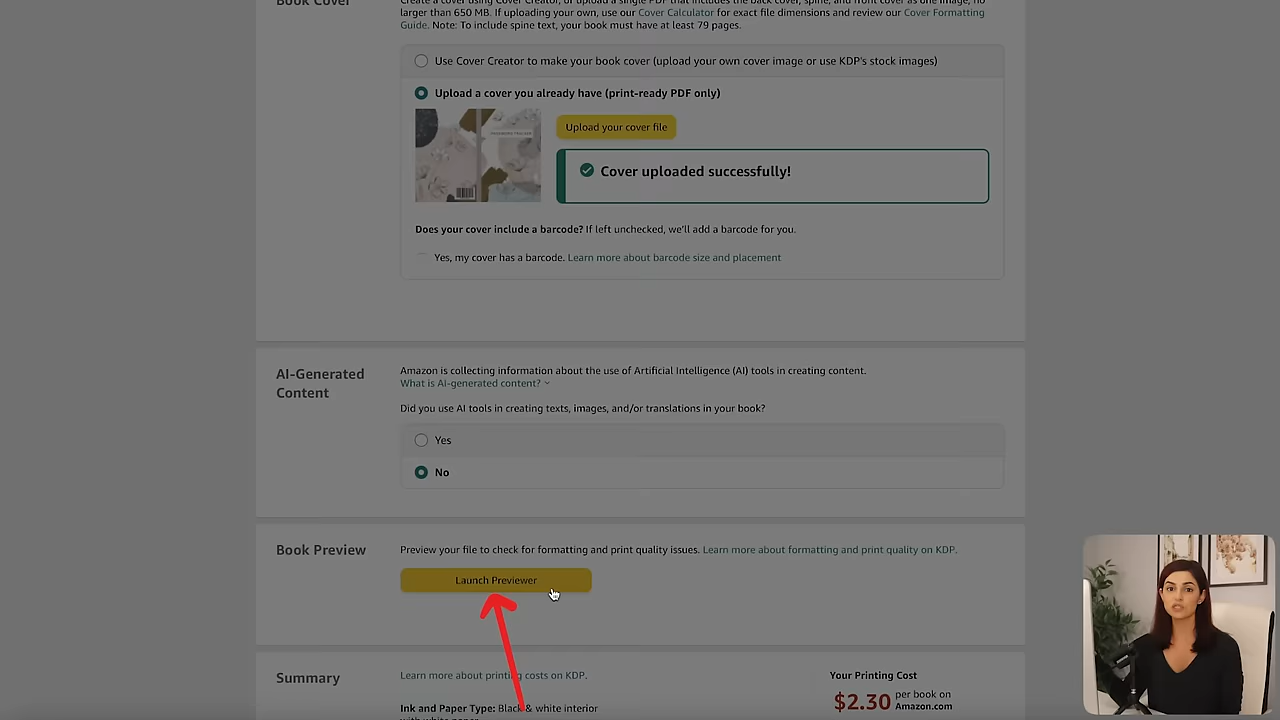 Book Cover
Create a cover using Cover Creator, or upload a single PDF that includes the back cover, spine, and front cover as one image, no
larger than 650 MB. If uploading your own, use our Cover Calculator for exact file dimensions and review our Cover Formatting
Guide. Note: To include spine text, your book must have at least 79 pages.
Use Cover Creator to make your book cover (upload your own cover image or use KDP's stock images)
Upload a cover you already have (print-ready PDF only)
Upload your cover file
Cover uploaded successfully!
Does your cover include a barcode? If left unchecked, we'll add a barcode for you.
Yes, my cover has a barcode. Learn more about barcode size and placement
AI-Generated
Content
Amazon is collecting information about the use of Artificial Intelligence (AI) tools in creating content.
What is AI-generated content?
Did you use AI tools in creating texts, images, and/or translations in your book?
Yes
No
Book Preview
Preview your file to check for formatting and print quality issues. Learn more about formatting and print quality on KDP.
Launch Previewer
Summary
Learn more about printing costs on KDP.
Your Printing Cost
$2.30 per book on
Amazon.com
Ink and Paper Type: Black & white interior
with white paper